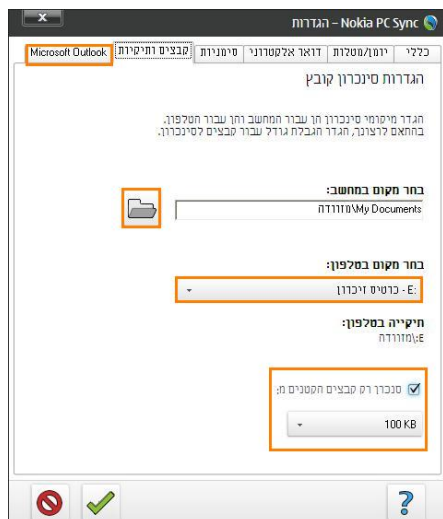 Nokia PC Sync – הגדרות
כללי יומן/מטלות דואר אלקטרוני סימניות קבצים ותיקיות Microsoft Outlook
הגדרות סינכרון קובץ
הגדר מיקומי סינכרון הן עבור המחשב והן עבור הטלפון.
בהתאם לרצונך, הגדר הגבלת גודל עבור קבצים לסינכרון.
בחר מקום במחשב:
My Documents\מזוודה
בחר מקום בטלפון:
E: - כרטיס זיכרון
תיקייה בטלפון:
E:\מזוודה
סנכרן רק קבצים הקטנים מ:
100 KB